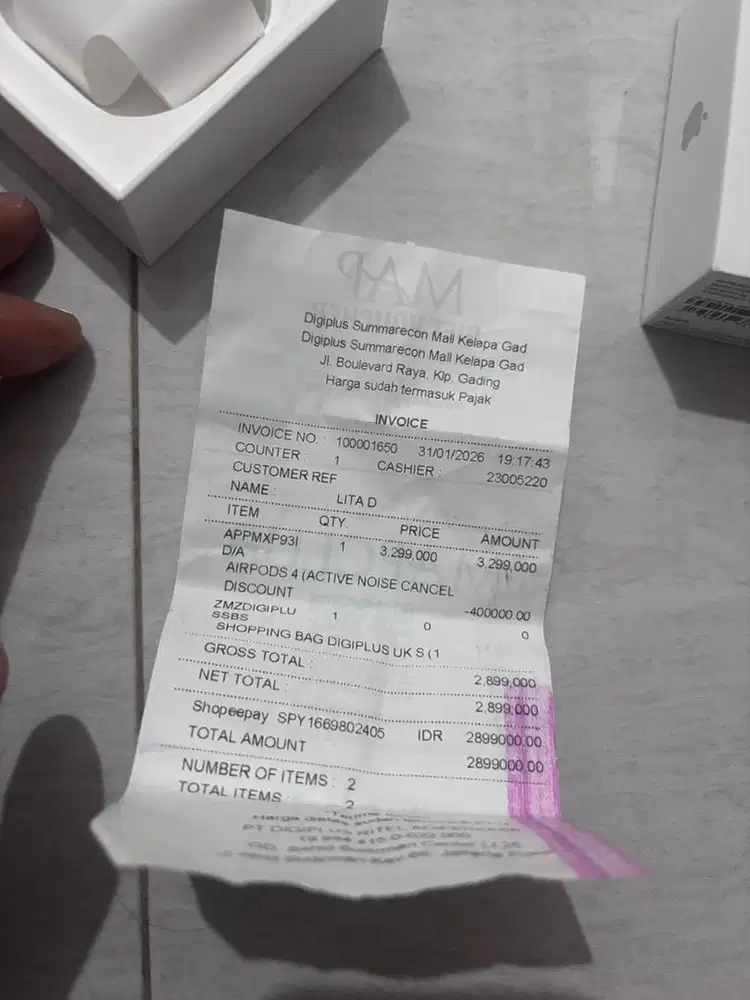 Digiplus Summarecon Mall Kelapa Gad
Digiplus Summarecon Mall Kelapa Gad
Jl. Boulevard Raya, Klp. Gading
Harga sudah termasuk Pajak
INVOICE
INVOICE NO. : 100001650 31/01/2026 19:17:43
COUNTER : 1 CASHIER : 23005220
CUSTOMER REF
NAME : LITA D
ITEM QTY. PRICE AMOUNT
APPMXP93I 1 3,299,000 3,299,000
D/A
AIRPODS 4 (ACTIVE NOISE CANCEL
DISCOUNT -400000.00
ZMZDIGIPLU 1 0 0
SSBS
SHOPPING BAG DIGIPLUS UK S (1
GROSS TOTAL : 2,899,000
NET TOTAL : 2,899,000
Shopeepay SPY1669802405 IDR 2899000.00
TOTAL AMOUNT 2899000.00
NUMBER OF ITEMS : 2
TOTAL ITEMS : 2